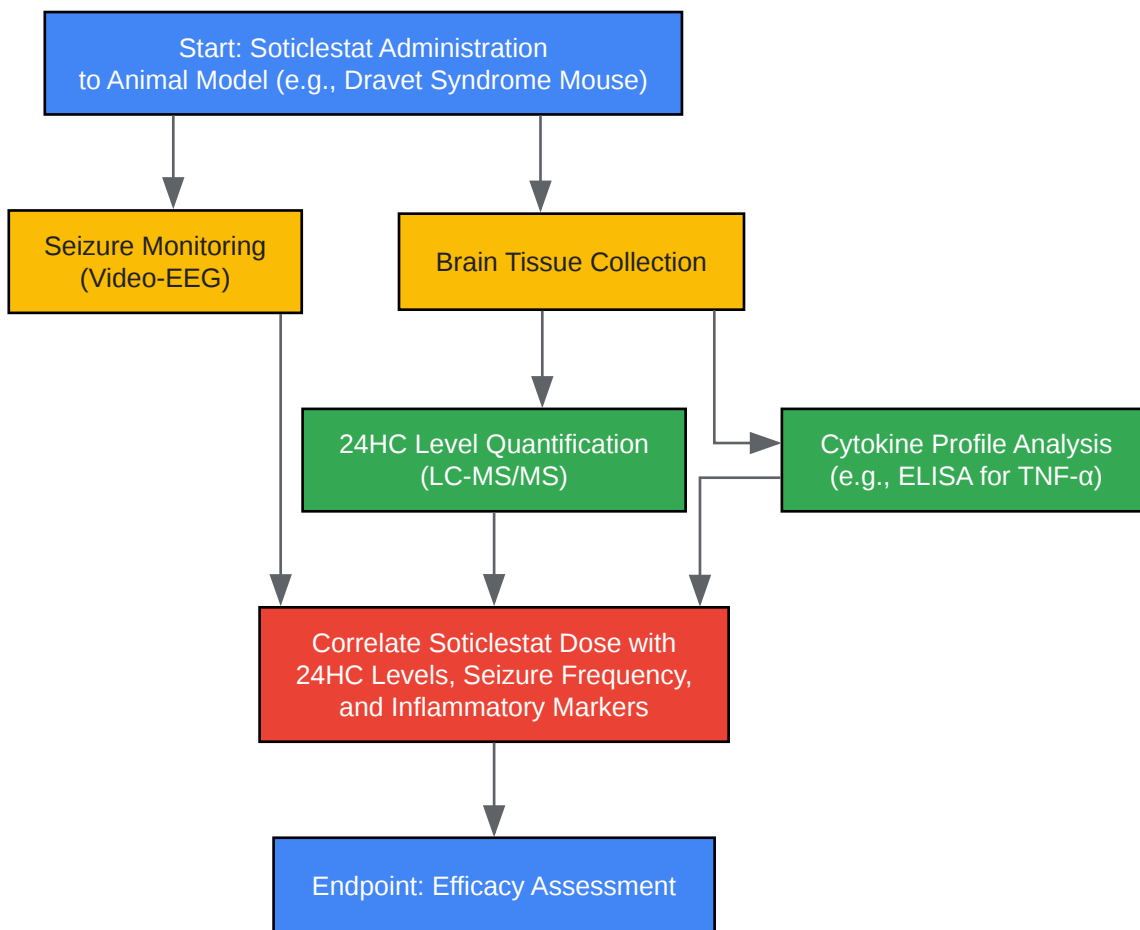 Start: Soticlestat Administration
to Animal Model (e.g., Dravet Syndrome Mouse)
Seizure Monitoring
(Video-EEG)
Brain Tissue Collection
24HC Level Quantification
(LC-MS/MS)
Cytokine Profile Analysis
(e.g., ELISA for TNF-α)
Correlate Soticlestat Dose with
24HC Levels, Seizure Frequency,
and Inflammatory Markers
Endpoint: Efficacy Assessment